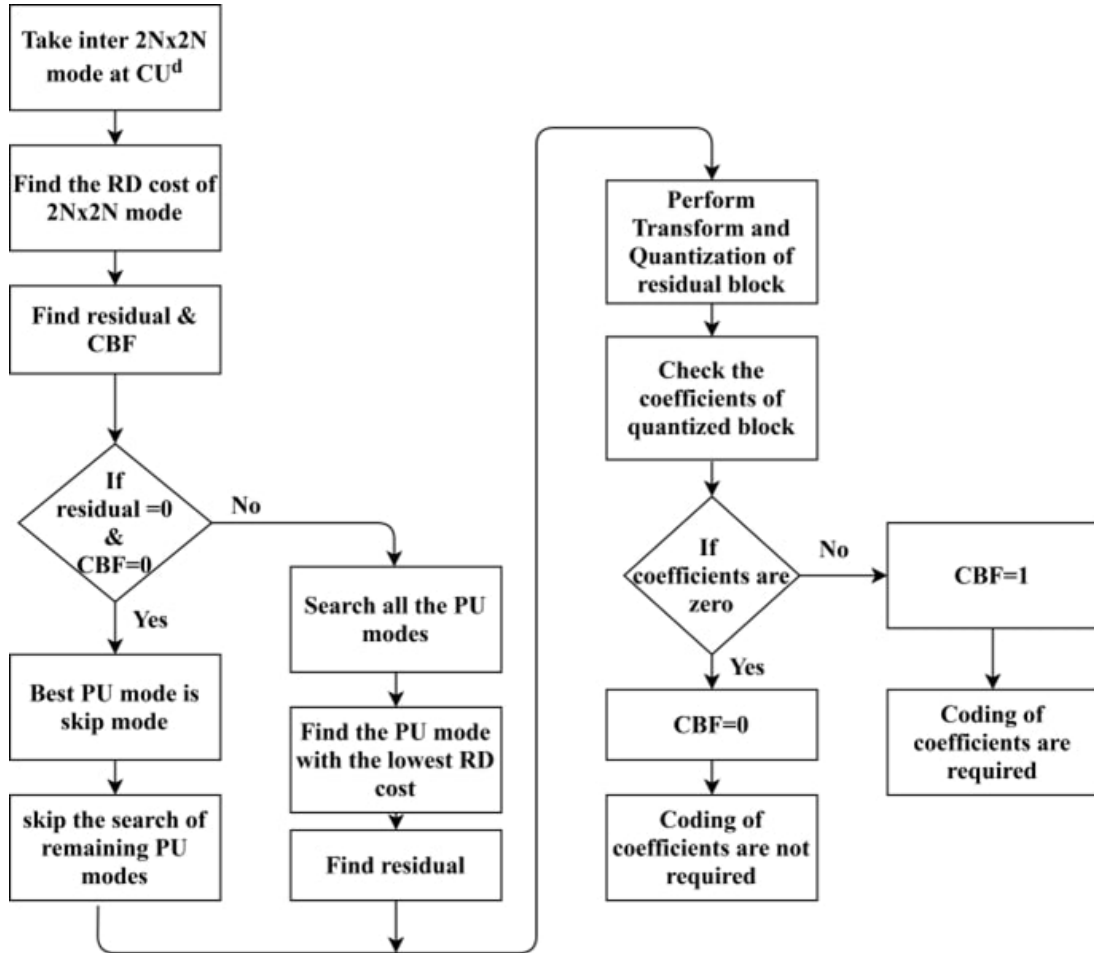 Take inter 2Nx2N
mode at CUᵈ
Find the RD cost of
2Nx2N mode
Find residual &
CBF
If
residual =0
&
CBF=0
No
Yes
Best PU mode is
skip mode
skip the search of
remaining PU
modes
Search all the PU
modes
Find the PU mode
with the lowest RD
cost
Find residual
Perform
Transform and
Quantization of
residual block
Check the
coefficients of
quantized block
If
coefficients are
zero
No
Yes
CBF=0
Coding of
coefficients are not
required
CBF=1
Coding of
coefficients are
required